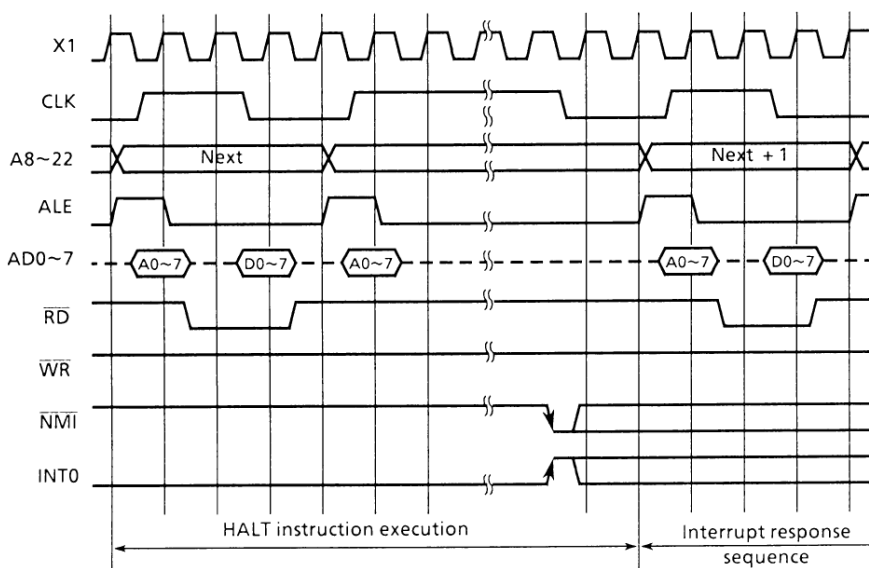 X1
CLK
A8~22
Next
Next + 1
ALE
AD0~7
A0~7
D0~7
A0~7
A0~7
D0~7
RD
WR
NMI
INT0
HALT instruction execution
Interrupt response
sequence